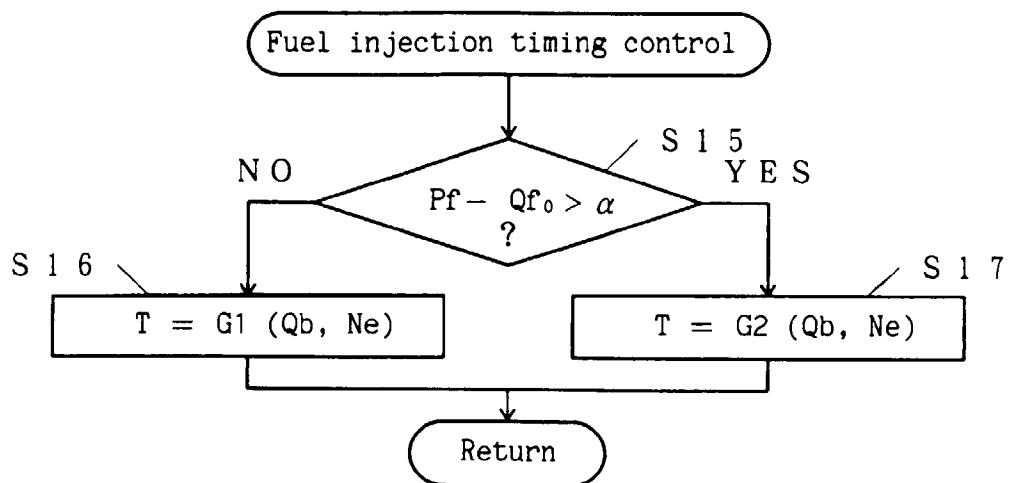 Fuel injection timing control
S15
NO
YES
Pf− Qf₀ > α
?
S16
S17
T = G1 (Qb, Ne)
T = G2 (Qb, Ne)
Return